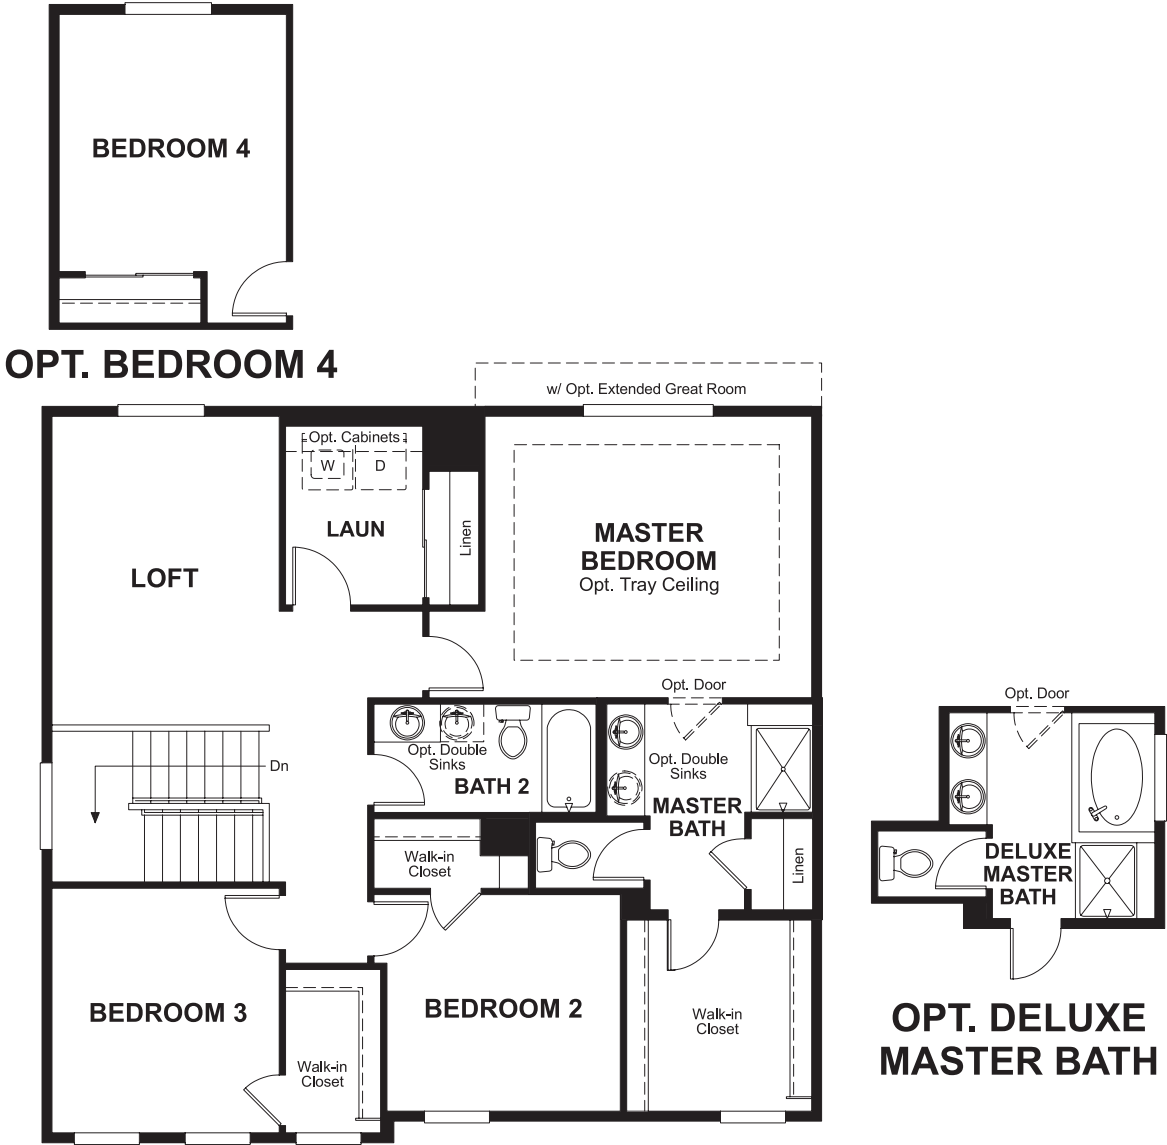 BEDROOM 4
OPT. BEDROOM 4
w/ Opt. Extended Great Room
Opt. Cabinets
W
D
LAUN
Linen
LOFT
MASTER
BEDROOM
Opt. Tray Ceiling
Opt. Door
Opt. Double
Sinks
BATH 2
Opt. Double
Sinks
MASTER
BATH
Dn
Walk-in
Closet
Linen
BEDROOM 3
Walk-in
Closet
BEDROOM 2
Walk-in
Closet
Opt. Door
DELUXE
MASTER
BATH
OPT. DELUXE
MASTER BATH